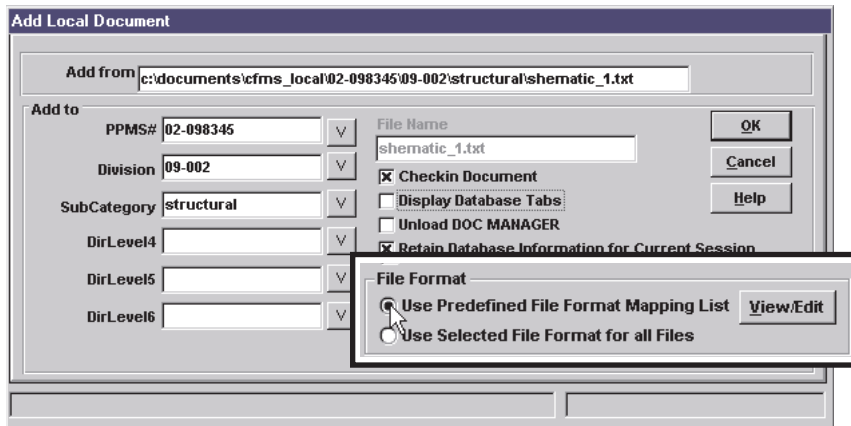 Add Local Document
Add from c:\documents\cfms_local\02-098345\09-002\structural\shematic_1.txt
Add to
PPMS# 02-098345 V
Division 09-002 V
SubCategory structural V
DirLevel4 V
DirLevel5 V
DirLevel6 V
File Name
shematic_1.txt
Checkin Document
Display Database Tabs
Unload DOC MANAGER
Retain Database Information for Current Session
OK
Cancel
Help
File Format
Use Predefined File Format Mapping List View/Edit
Use Selected File Format for all Files